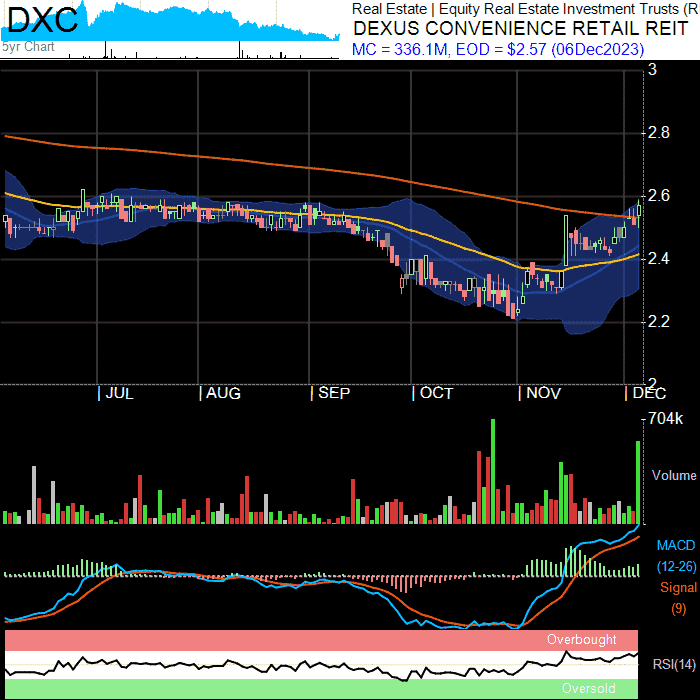 DXC
5yr Chart
Real Estate | Equity Real Estate Investment Trusts (R
DEXUS CONVENIENCE RETAIL REIT
MC = 336.1M, EOD = $2.57 (06Dec2023)
3
2.8
2.6
2.4
2.2
2
| JUL | AUG | SEP | OCT | NOV | DEC
704k
Volume
MACD
(12-26)
Signal
(9)
Overbought
RSI(14)
Oversold